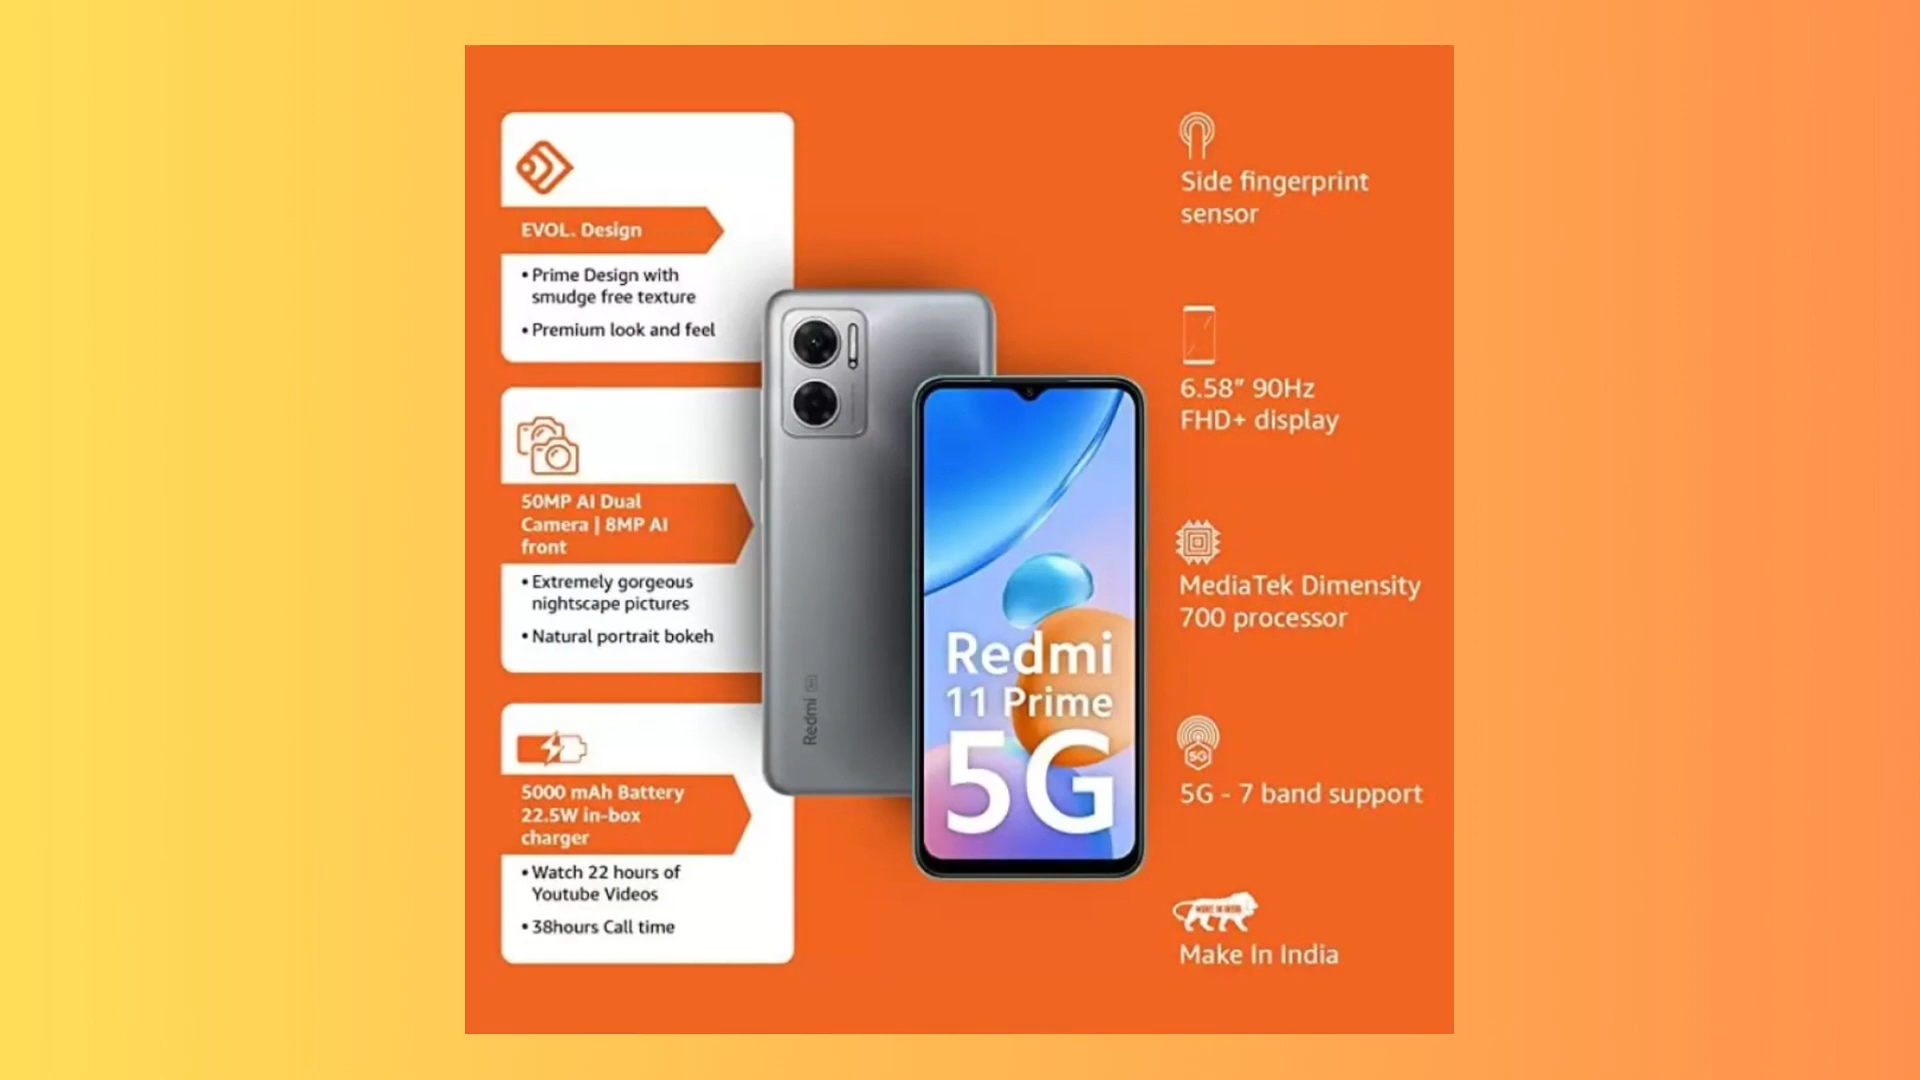 EVOL. Design
• Prime Design with
smudge free texture
• Premium look and feel
50MP AI Dual
Camera | 8MP AI
front
• Extremely gorgeous
nightscape pictures
• Natural portrait bokeh
5000 mAh Battery
22.5W in-box
charger
• Watch 22 hours of
Youtube Videos
• 38hours Call time
Redmi
Redmi
11 Prime
5G
Side fingerprint
sensor
6.58" 90Hz
FHD+ display
MediaTek Dimensity
700 processor
5G
5G - 7 band support
MAKE IN INDIA
Make In India